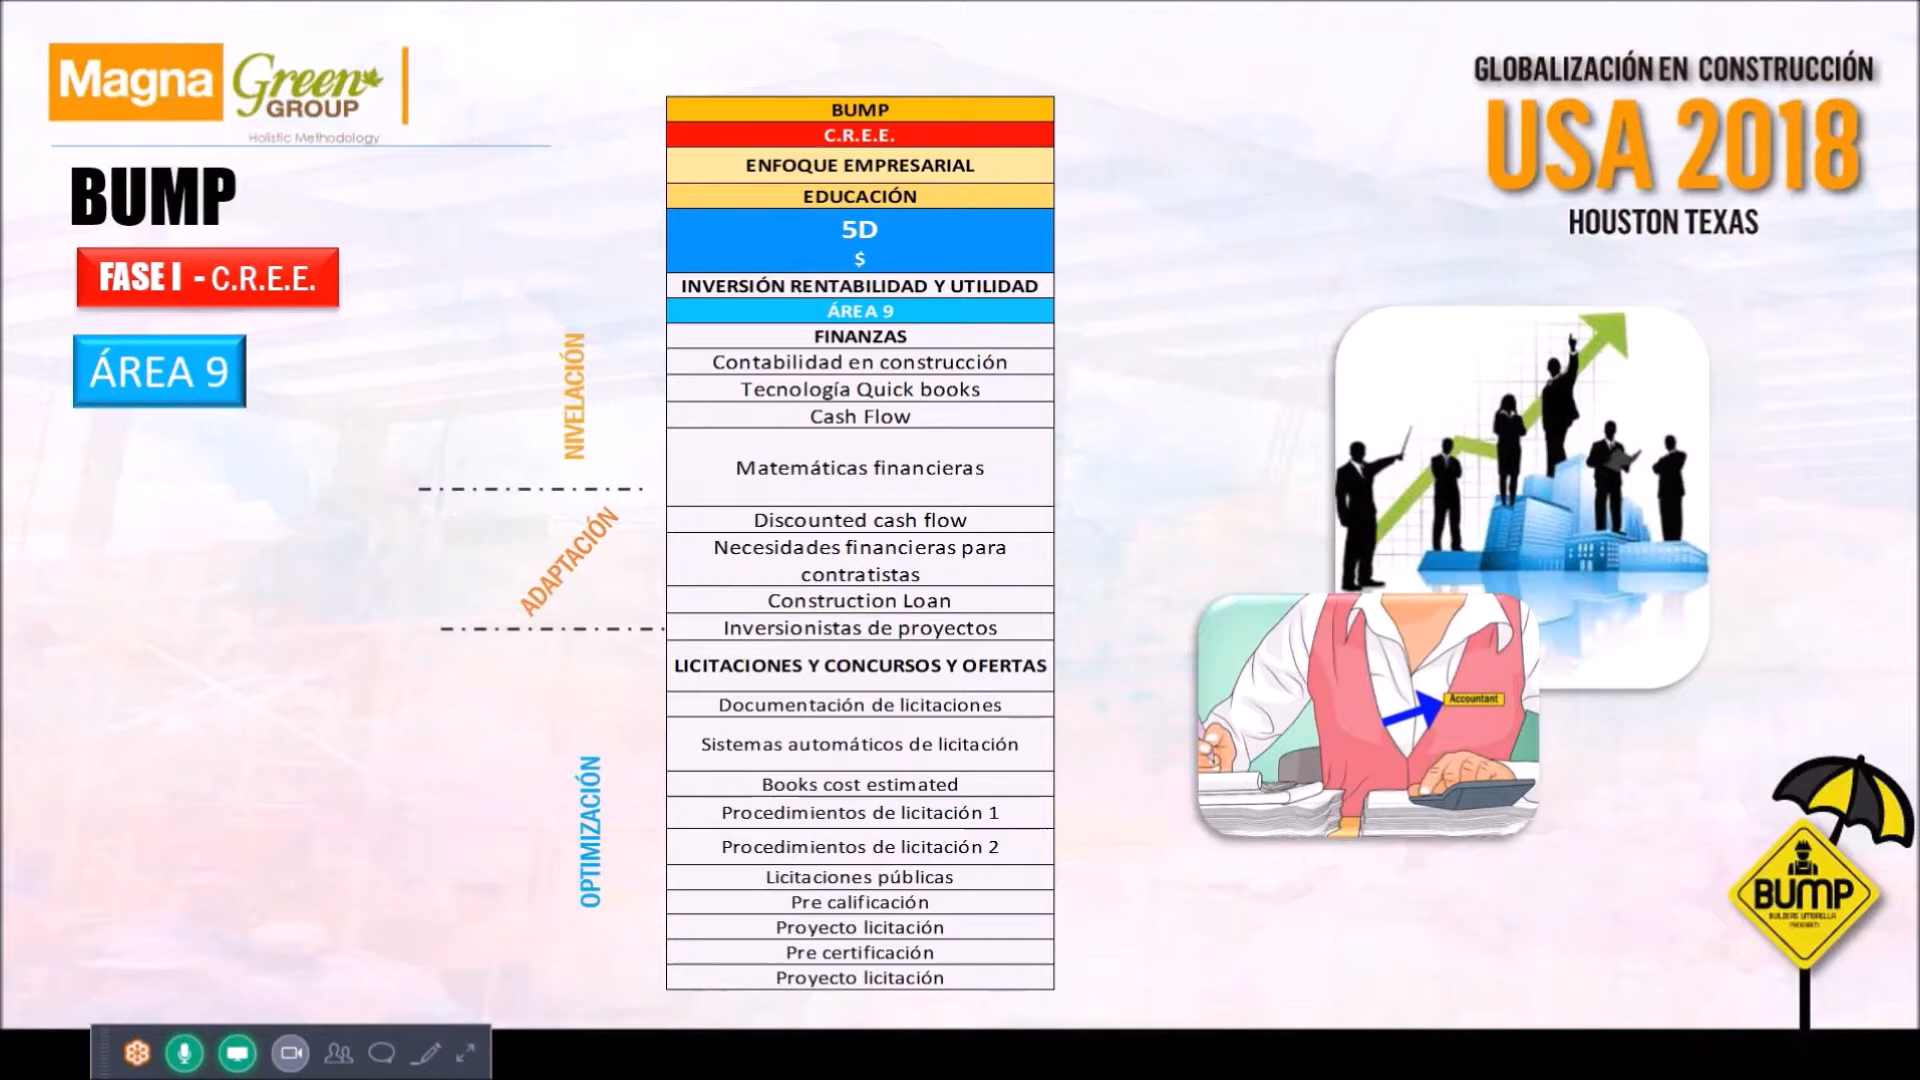 Magna
Green
GROUP
Holistic Methodology
BUMP
FASE I - C.R.E.E.
ÁREA 9
NIVELACIÓN
ADAPTACIÓN
OPTIMIZACIÓN
BUMP
C.R.E.E.
ENFOQUE EMPRESARIAL
EDUCACIÓN
5D
$
INVERSIÓN RENTABILIDAD Y UTILIDAD
ÁREA 9
FINANZAS
Contabilidad en construcción
Tecnología Quick books
Cash Flow
Matemáticas financieras
Discounted cash flow
Necesidades financieras para
contratistas
Construction Loan
Inversionistas de proyectos
LICITACIONES Y CONCURSOS Y OFERTAS
Documentación de licitaciones
Sistemas automáticos de licitación
Books cost estimated
Procedimientos de licitación 1
Procedimientos de licitación 2
Licitaciones públicas
Pre calificación
Proyecto licitación
Pre certificación
Proyecto licitación
GLOBALIZACIÓN EN CONSTRUCCIÓN
USA 2018
HOUSTON TEXAS
Accountant
BUMP
BUILDERS UMBRELLA
PROGRAM